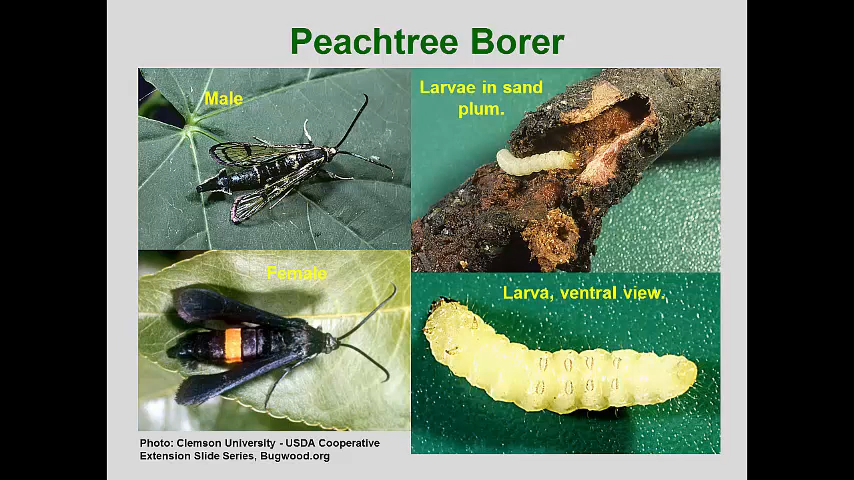 Peachtree Borer
Male
Larvae in sand
plum.
Female
Larva, ventral view.
Photo: Clemson University - USDA Cooperative
Extension Slide Series, Bugwood.org